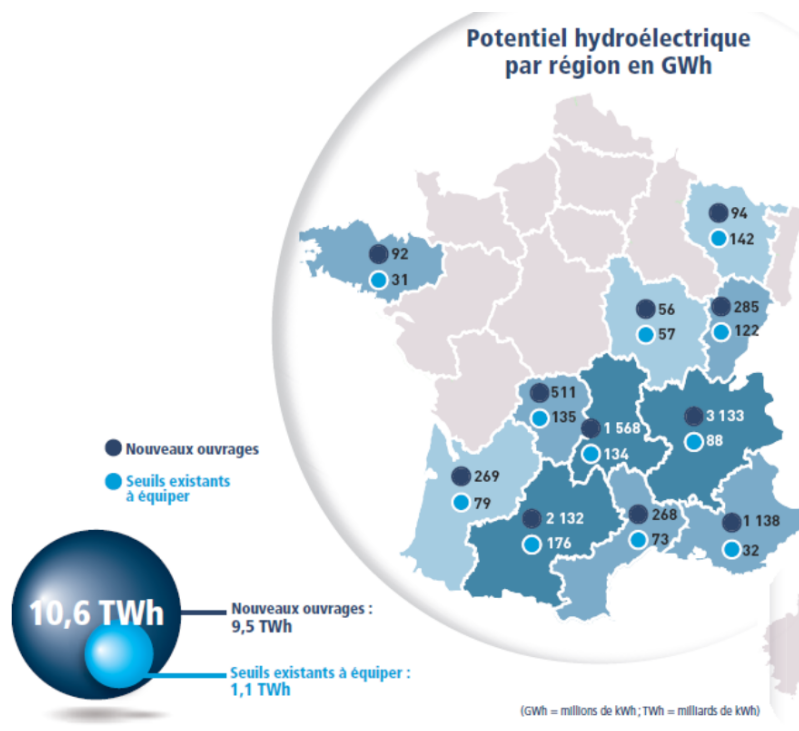 Potentiel hydroélectrique
par région en GWh
94
142
92
31
56
57
285
122
511
135
1 568
134
3 133
88
Nouveaux ouvrages
Seuils existants
à équiper
269
79
2 132
176
268
73
1 138
32
10,6 TWh
Nouveaux ouvrages :
9,5 TWh
Seuils existants à équiper :
1,1 TWh
(GWh = millions de kWh ; TWh = milliards de kWh)